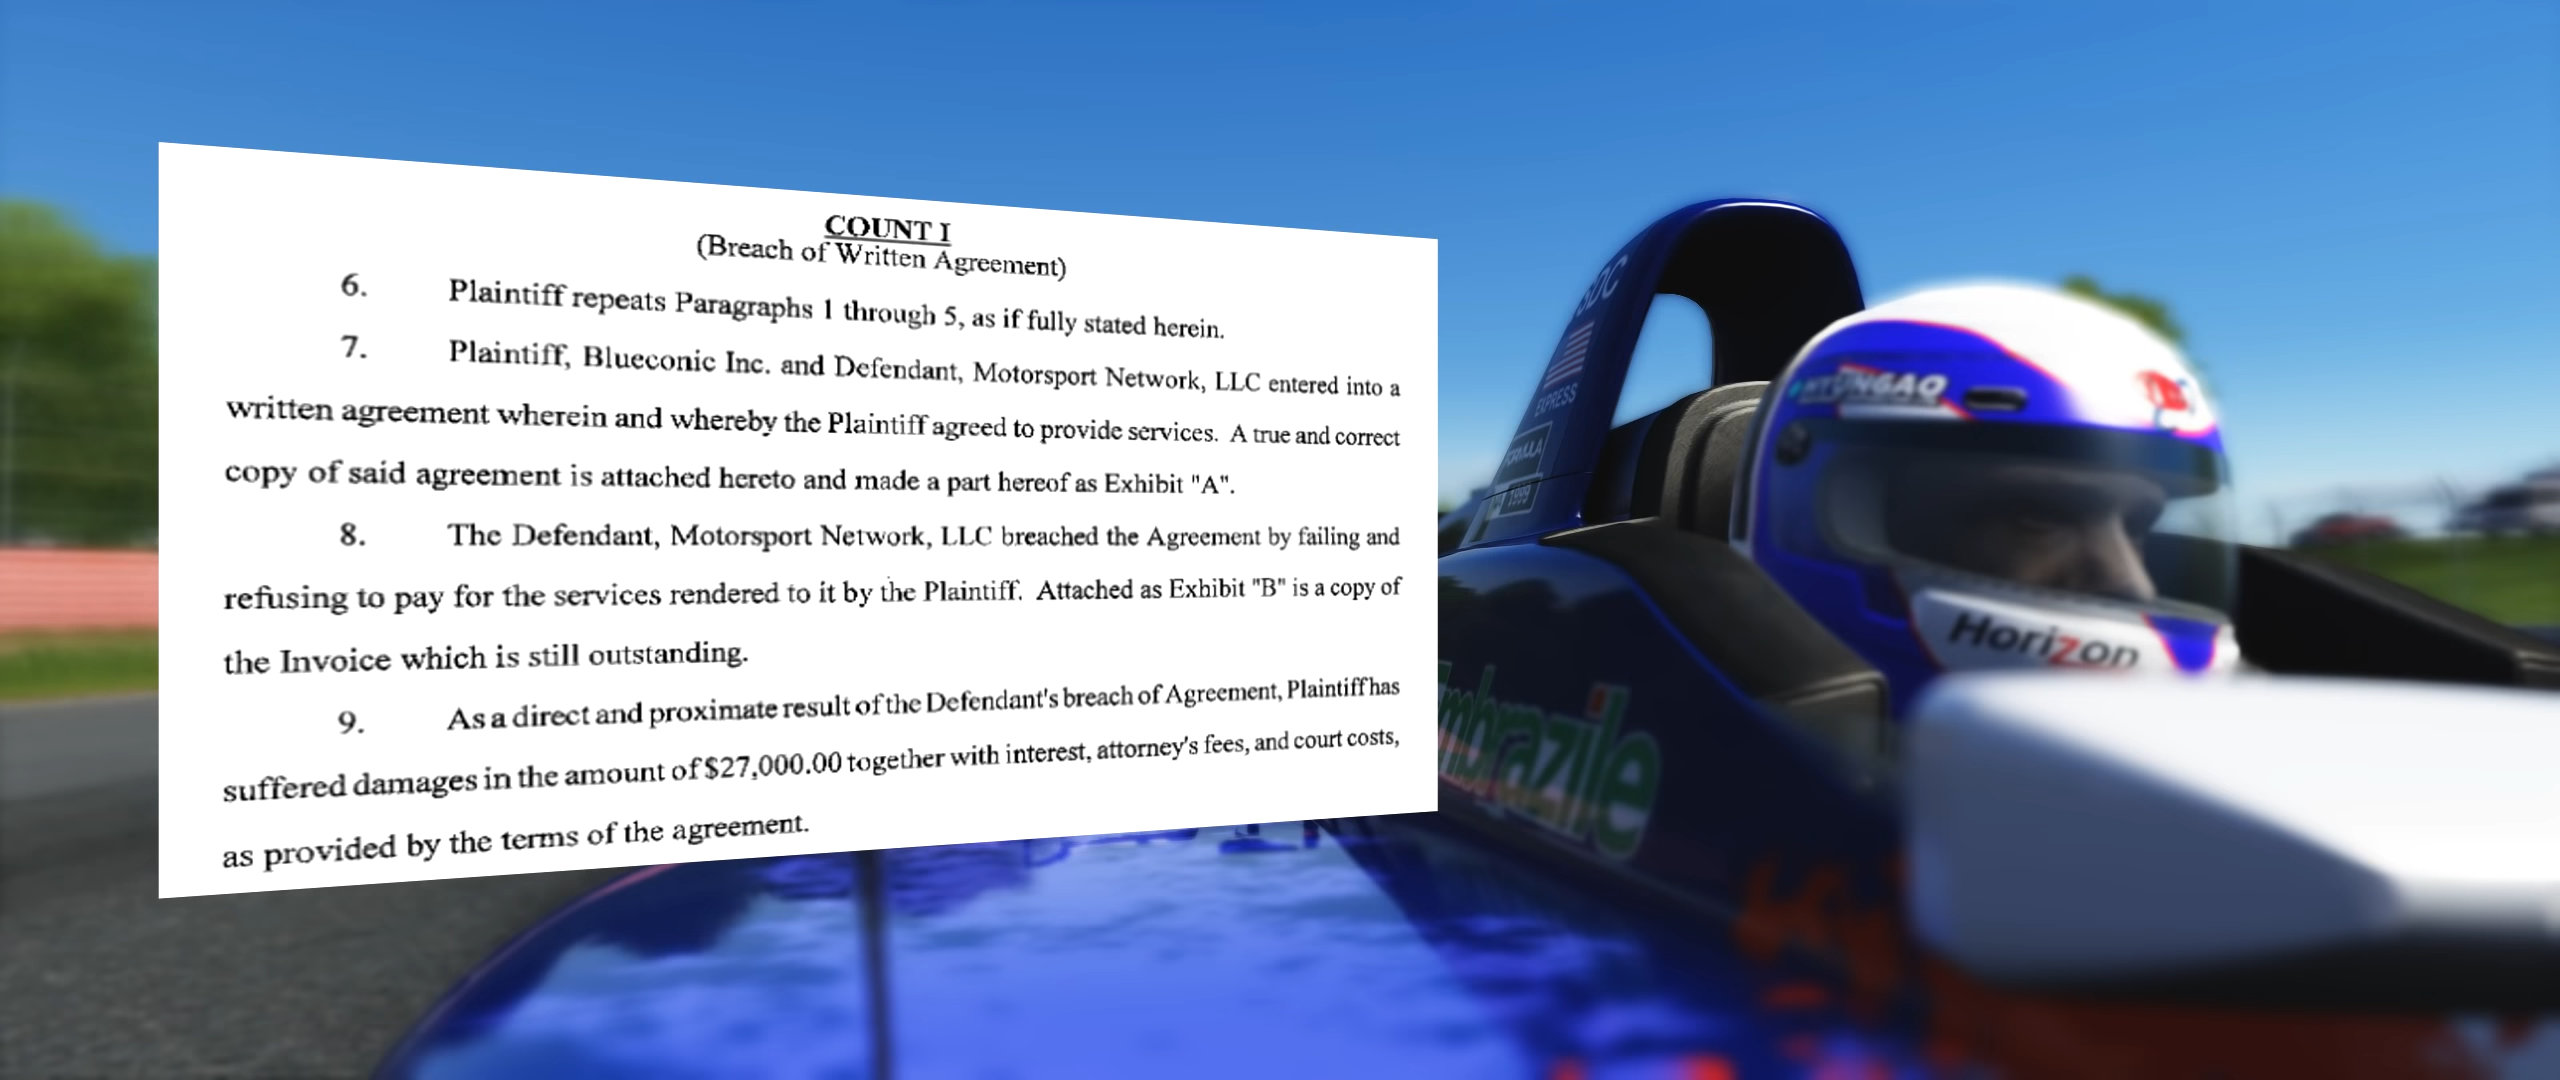 COUNT I
(Breach of Written Agreement)
6. Plaintiff repeats Paragraphs 1 through 5, as if fully stated herein.
7. Plaintiff, Blueconic Inc. and Defendant, Motorsport Network, LLC entered into a
written agreement wherein and whereby the Plaintiff agreed to provide services. A true and correct
copy of said agreement is attached hereto and made a part hereof as Exhibit "A".
8. The Defendant, Motorsport Network, LLC breached the Agreement by failing and
refusing to pay for the services rendered to it by the Plaintiff. Attached as Exhibit "B" is a copy of
the Invoice which is still outstanding.
9. As a direct and proximate result of the Defendant's breach of Agreement, Plaintiff has
suffered damages in the amount of $27,000.00 together with interest, attorney's fees, and court costs,
as provided by the terms of the agreement.
EXPRESS
FORMULA
1999
Horizon